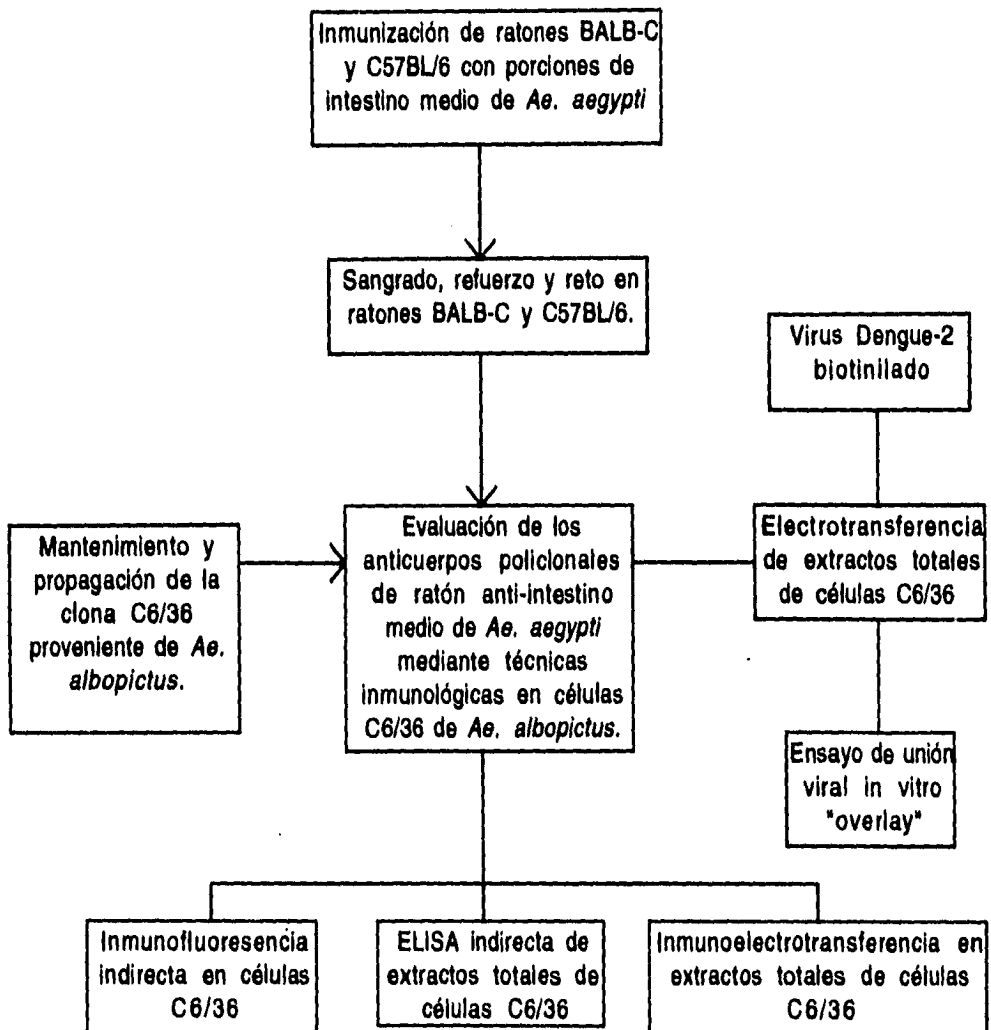 Inmunización de ratones BALB-C
y C57BL/6 con porciones de
intestino medio de Ae. aegypti
Sangrado, refuerzo y reto en
ratones BALB-C y C57BL/6.
Virus Dengue-2
biotinilado
Mantenimiento y
propagación de la
clona C6/36
proveniente de Ae.
albopictus.
Evaluación de los
anticuerpos policionales
de ratón anti-intestino
medio de Ae. aegypti
mediante técnicas
inmunológicas en células
C6/36 de Ae. albopictus.
Electrotransferencia
de extractos totales
de células C6/36
Ensayo de unión
viral in vitro
"overlay"
Inmunofluoresencia
indirecta en células
C6/36
ELISA indirecta de
extractos totales de
células C6/36
Inmunoelectrotransferencia en
extractos totales de células
C6/36